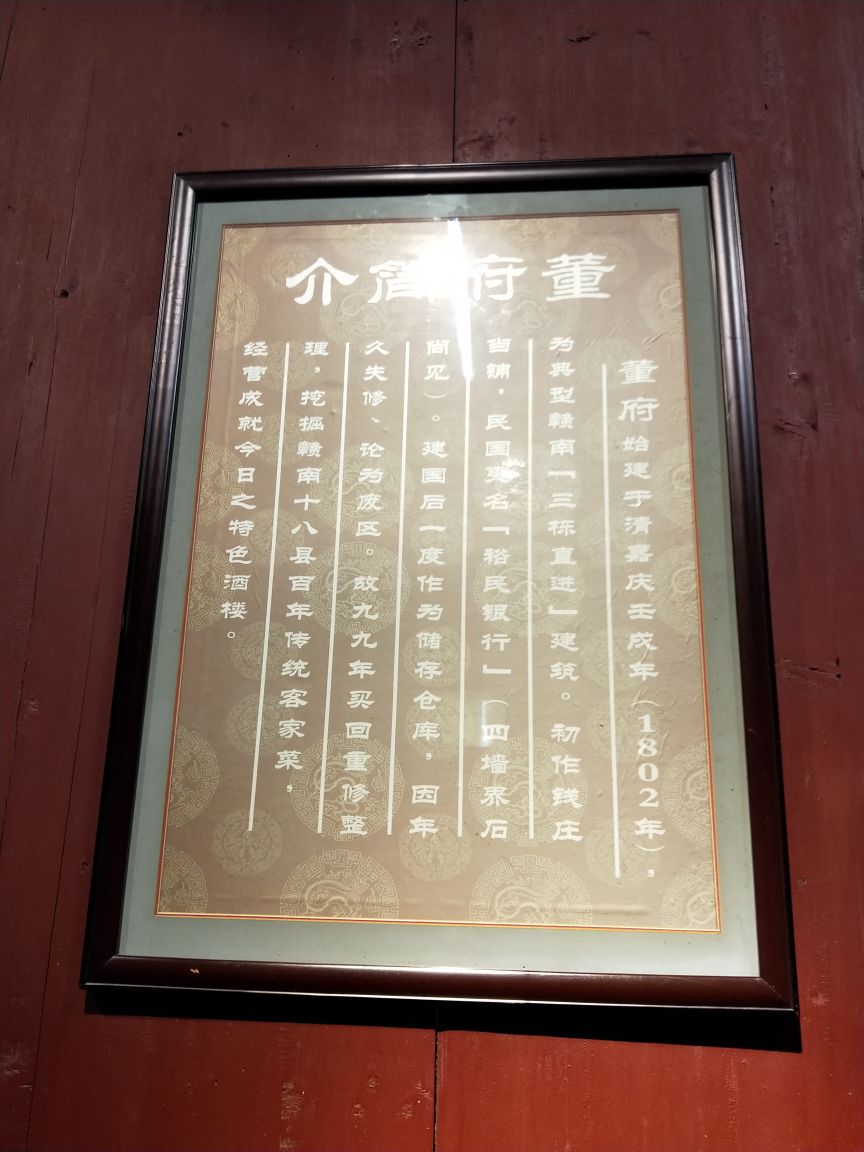 董府简介
董府始建于清嘉庆壬戌年（1802年），
为典型赣南「三栋直进」建筑。初作钱庄
当铺，民国更名「裕民银行」（四墙界石
尚见）。建国后一度作为储存仓库，因年
久失修、论为废区。故九九年买回重修整
理，挖掘赣南十八县百年传统客家菜，
经营成就今日之特色酒楼。